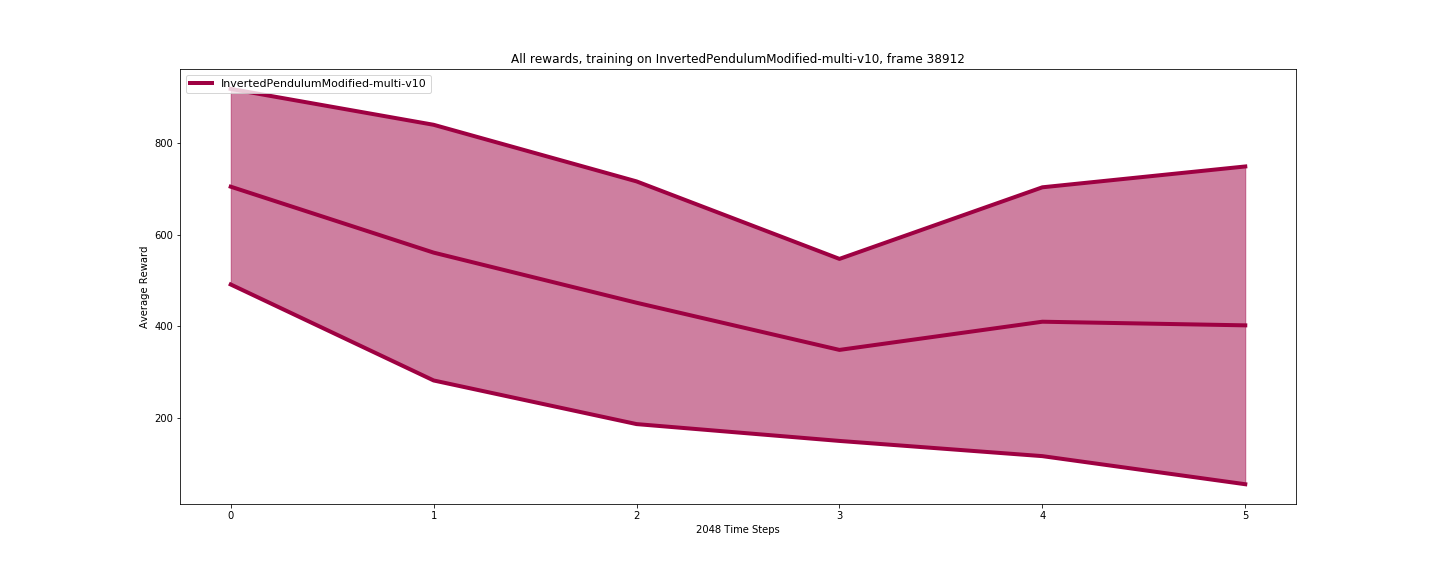 All rewards, training on InvertedPendulumModified-multi-v10, frame 38912
InvertedPendulumModified-multi-v10
800
600
400
200
Average Reward
0 1 2 3 4 5
2048 Time Steps